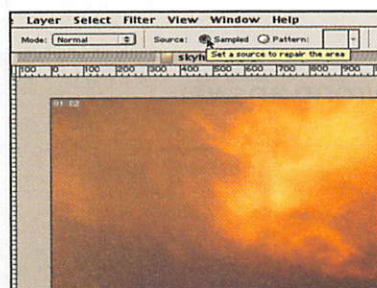 Layer Select Filter View Window Help
Mode: Normal Source: Sampled Pattern:
skyh
Set a source to repair the area
100 0 100 200 300 400 500 600 700 800 900